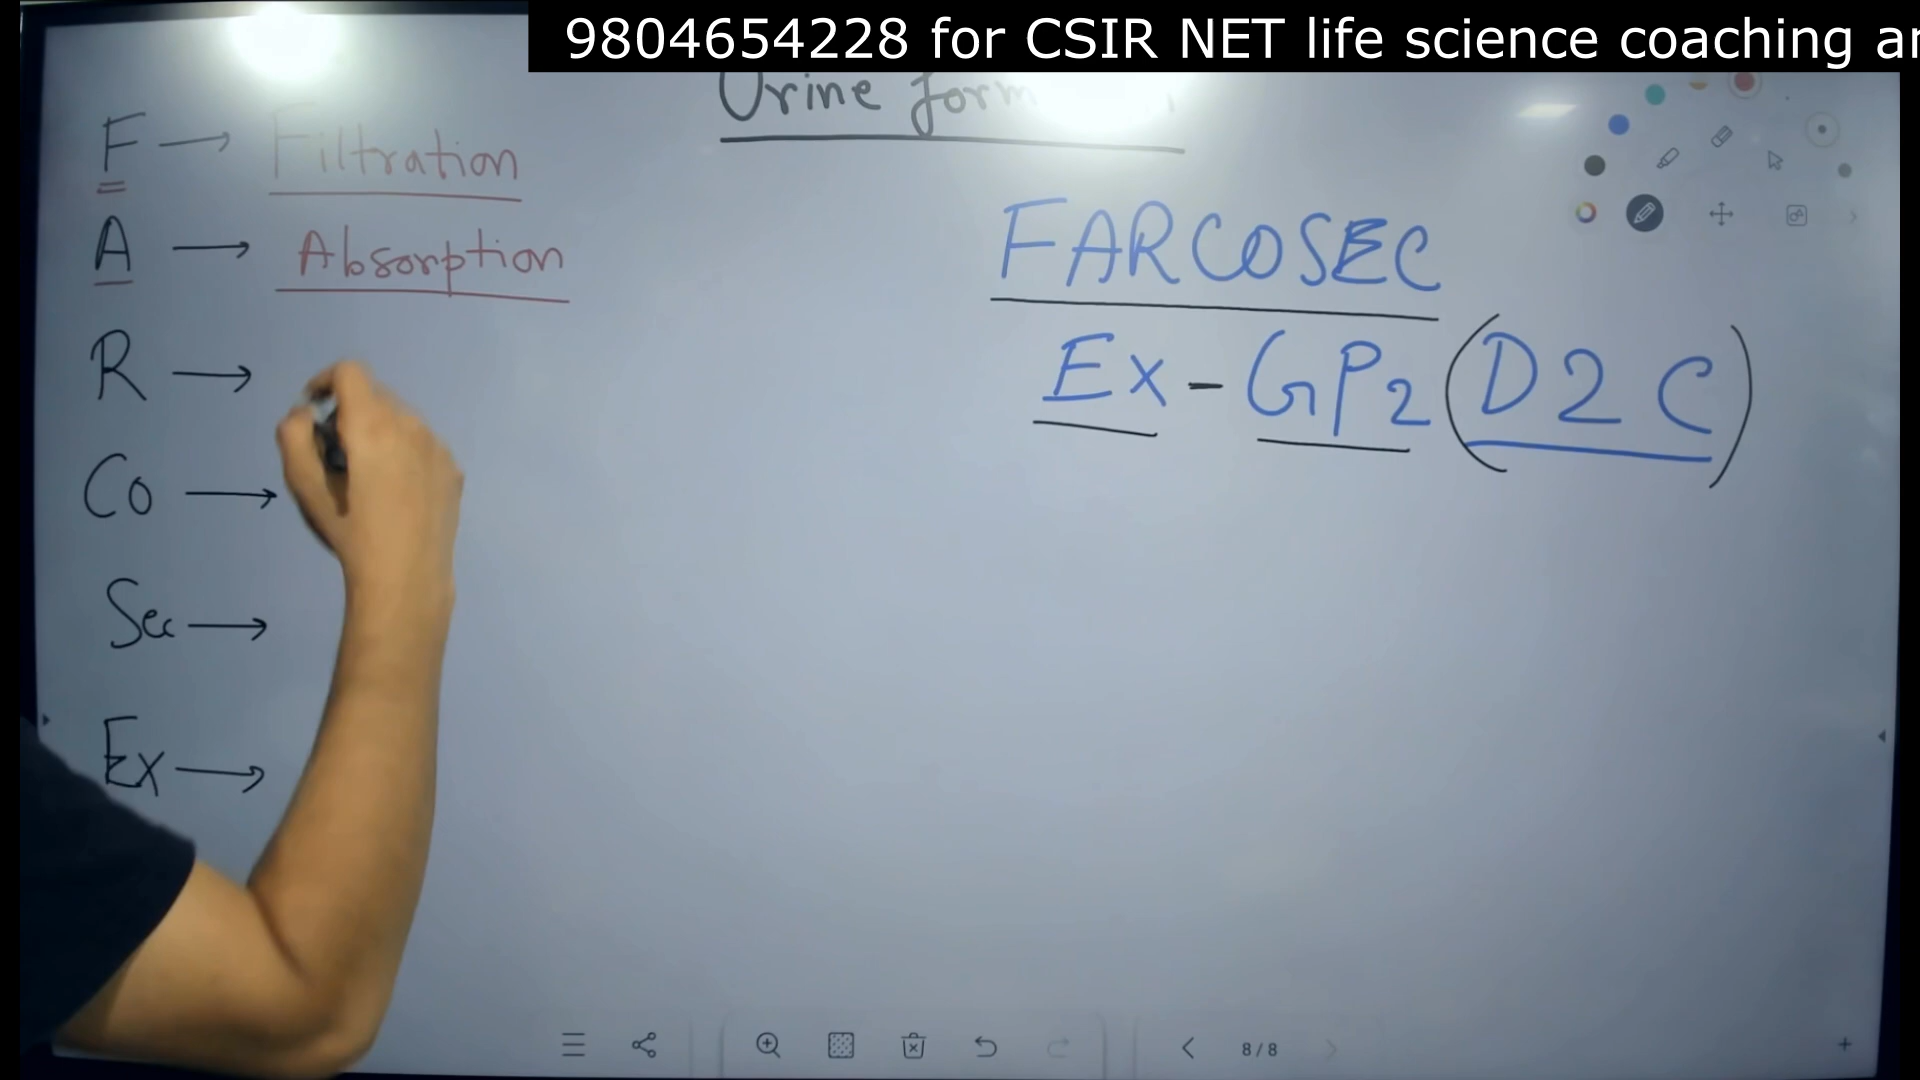 9804654228 for CSIR NET life science coaching
Urine form
F → Filtration
A → Absorption
R →
Co →
Sec →
Ex →
FARCOSEC
Ex - GP2 (D2C)
8/8